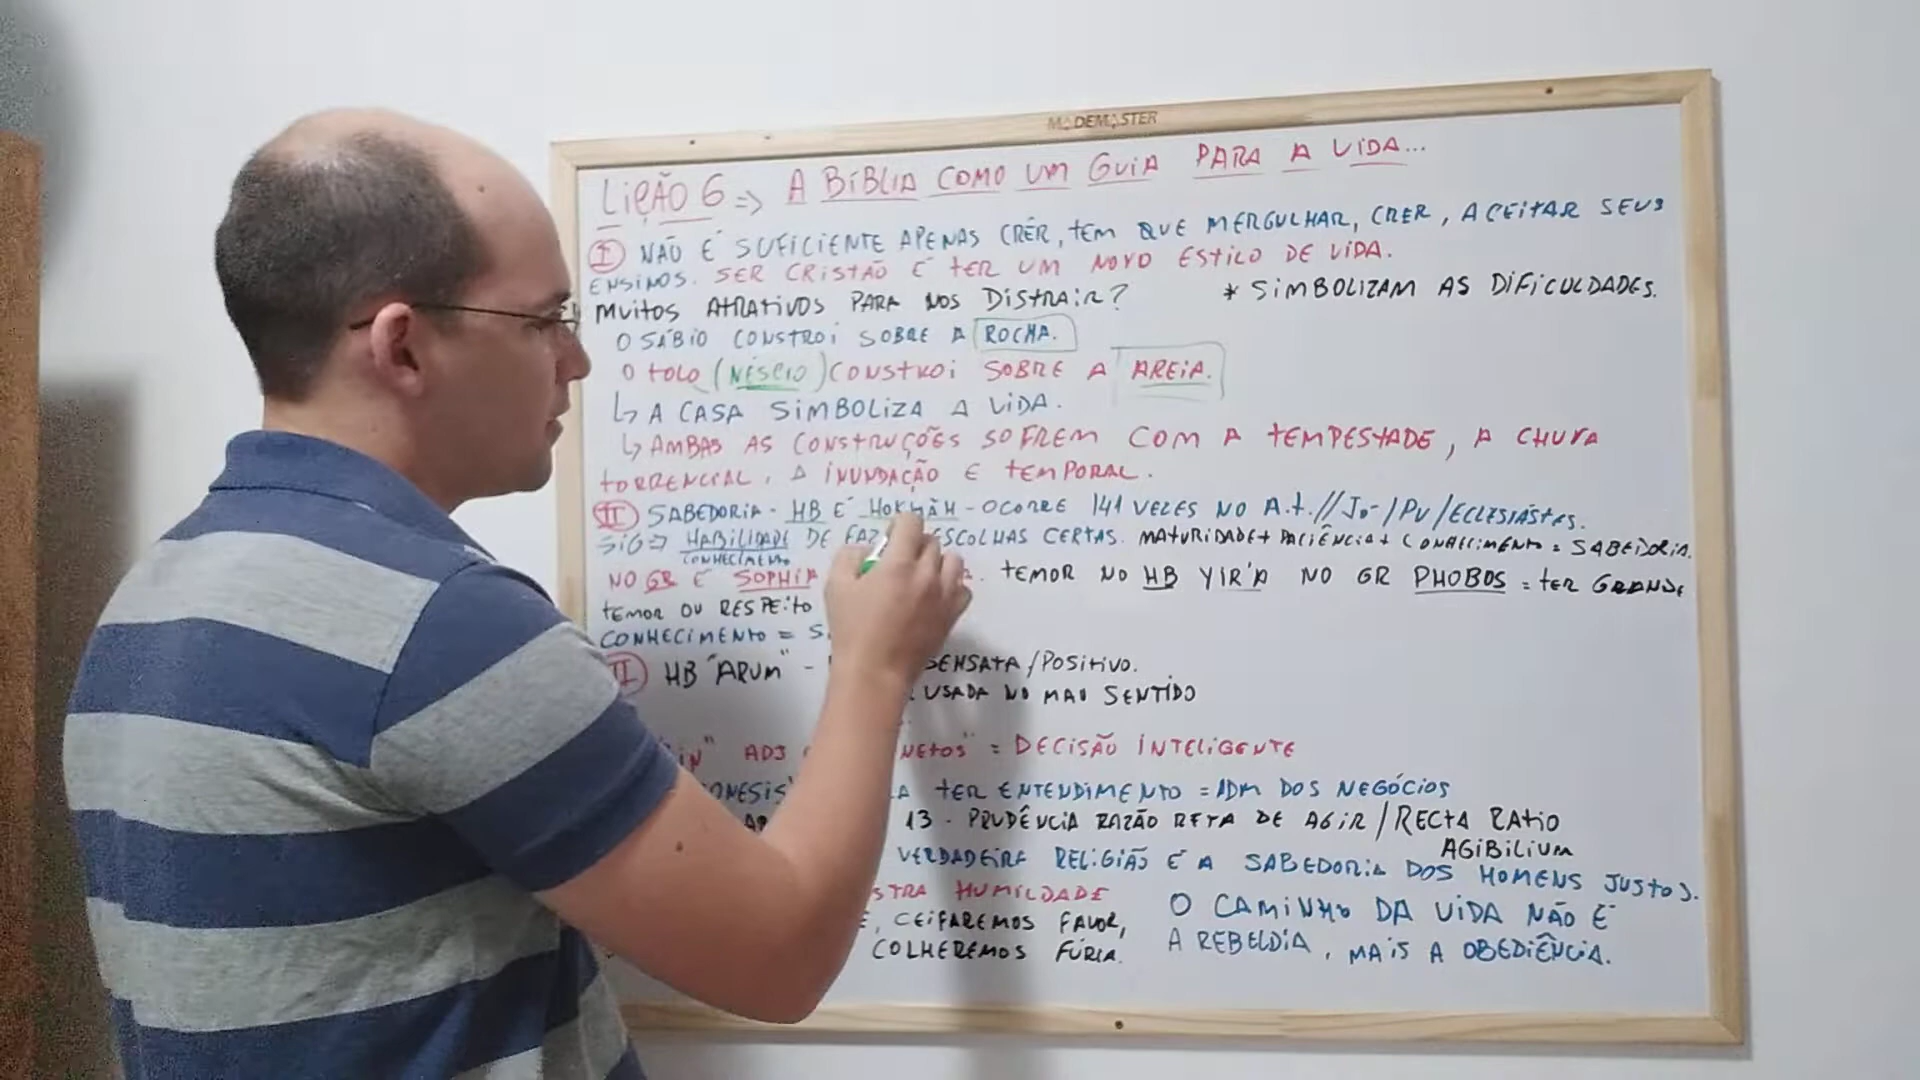 MADEMASTER
LIÇÃO 6 => A BÍBLIA COMO UM GUIA PARA A VIDA...
I NÃO É SUFICIENTE APENAS CRÊR, TEM QUE MERGULHAR, CRER, ACEITAR SEUS
ENSINOS. SER CRISTÃO É TER UM NOVO ESTILO DE VIDA.
MUITOS ATRATIVOS PARA NOS DISTRAIR? * SIMBOLIZAM AS DIFICULDADES.
O SÁBIO CONSTROI SOBRE A ROCHA.
O TOLO (NÉSCIO) CONSTROI SOBRE A AREIA.
↳ A CASA SIMBOLIZA A VIDA.
↳ AMBAS AS CONSTRUÇÕES SOFREM COM A TEMPESTADE, A CHUVA
TORRENCIAL, A INUNDAÇÃO E TEMPORAL.
II SABEDORIA - HB É HOKMÃH - OCORRE 141 VEZES NO A.T. // JÓ - / PV / ECLESIÁSTES.
SIG => HABILIDADE DE ESCOLHAS CERTAS. MATURIDADE + PACIÊNCIA + CONHECIMENTO = SABEDORIA.
CONHECIMENTO
NO GR É SOPHIA TEMOR NO HB YIR'A NO GR PHOBOS = TER GRANDE
TEMOR OU RESPEITO
CONHECIMENTO =
HB "ARUM" - SENSATA / POSITIVO.
USADA NO MAU SENTIDO
ADJ = DECISÃO INTELIGENTE
TER ENTENDIMENTO = ADM DOS NEGÓCIOS
13 - PRUDÊNCIA RAZÃO RETA DE AGIR / RECTA RATIO
AGIBILIUM
VERDADEIRA RELIGIÃO É A SABEDORIA DOS HOMENS JUSTOS.
HUMILDADE
CEIFAREMOS FAVOR,
COLHEREMOS FÚRIA.
O CAMINHO DA VIDA NÃO É
A REBELDIA, MAIS A OBEDIÊNCIA.